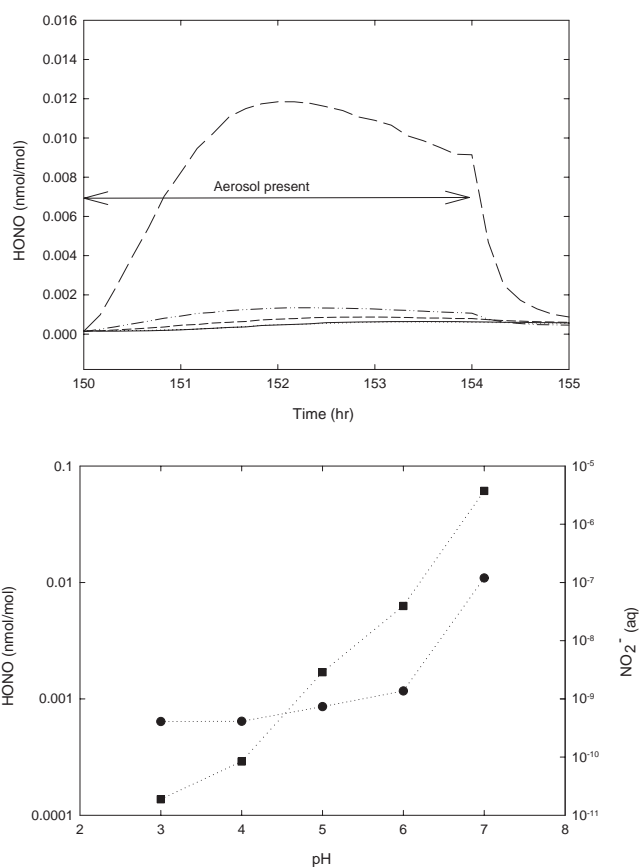 0.016
0.014
0.012
0.010
0.008
0.006
0.004
0.002
0.000
HONO (nmol/mol)
Aerosol present
150 151 152 153 154 155
Time (hr)
0.1
0.01
0.001
0.0001
HONO (nmol/mol)
10-5
10-6
10-7
10-8
10-9
10-10
10-11
NO2- (aq)
2 3 4 5 6 7 8
pH